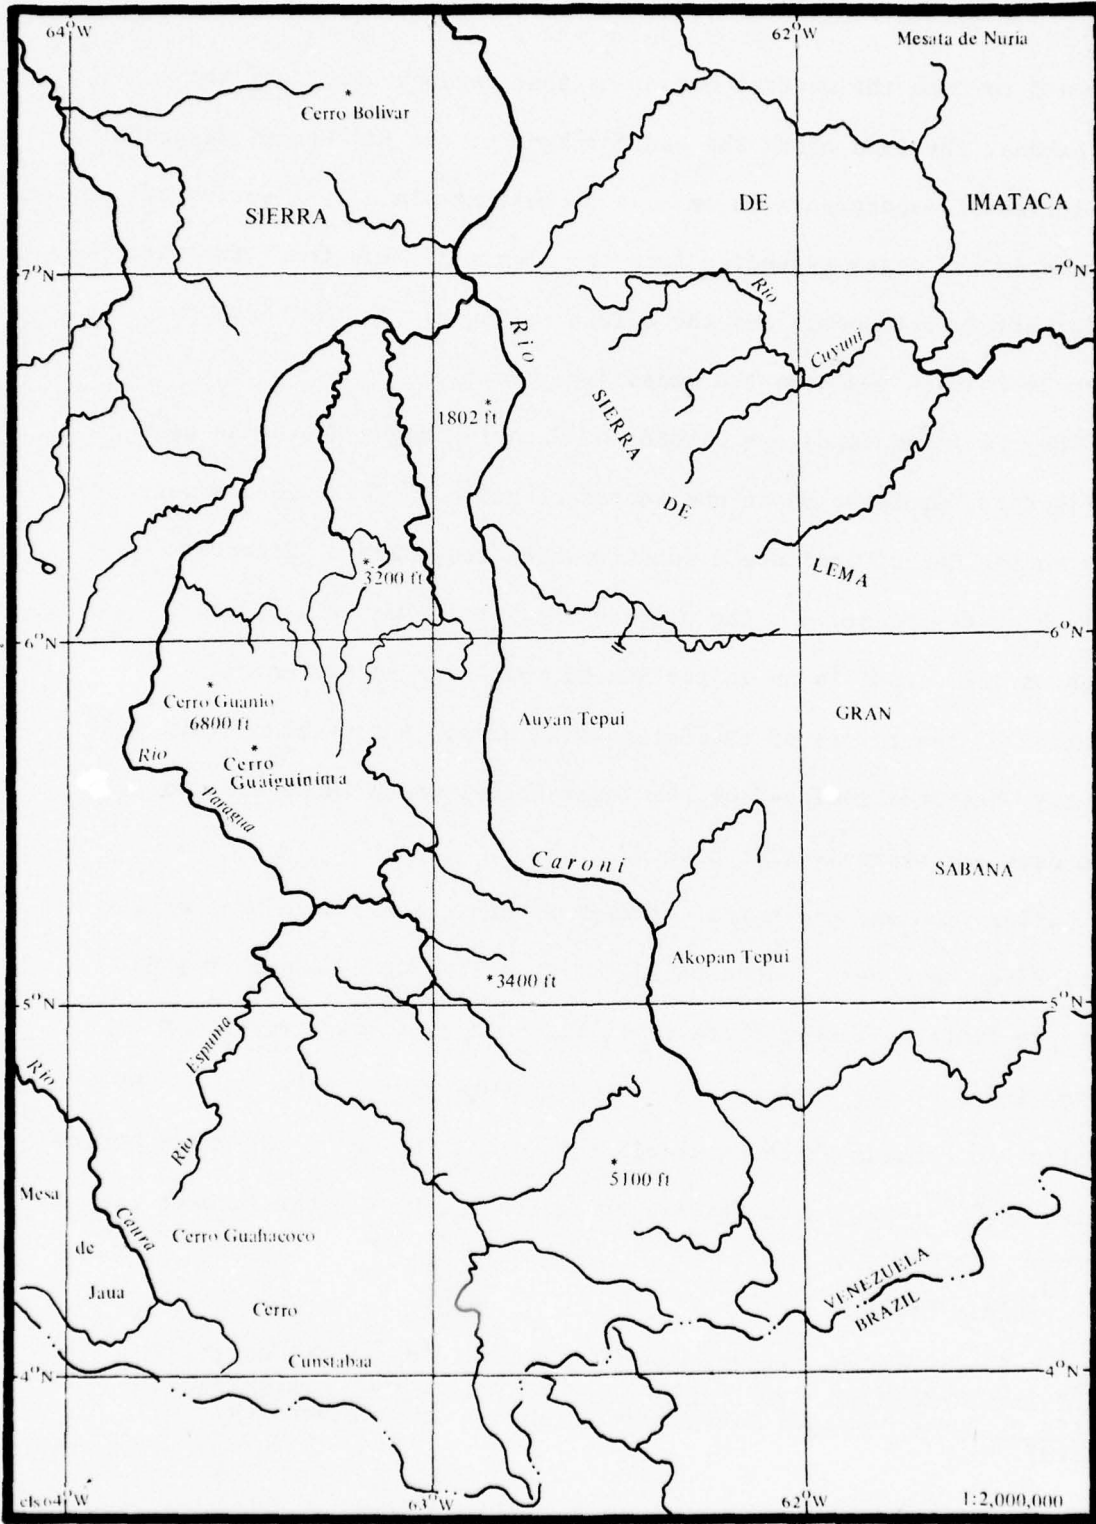 64°W
62°W
Mesata de Nuria
Cerro Bolivar
SIERRA
DE
IMATACA
7°N
7°N
Rio
Rio
Cuyuni
1802 ft
SIERRA
DE
LEMA
3200 ft
6°N
6°N
Cerro Guanio
6800 ft
Auyan Tepui
GRAN
Rio
Cerro
Guaiguinima
Paragua
Caroni
SABANA
Akopan Tepui
3400 ft
5°N
5°N
Espuma
Rio
Rio
5100 ft
Mesa
Caura
Cerro Guañacoco
de
Jaua
VENEZUELA
BRAZIL
Cerro
Cunstabaa
4°N
4°N
cls 64°W
63°W
62°W
1:2,000,000